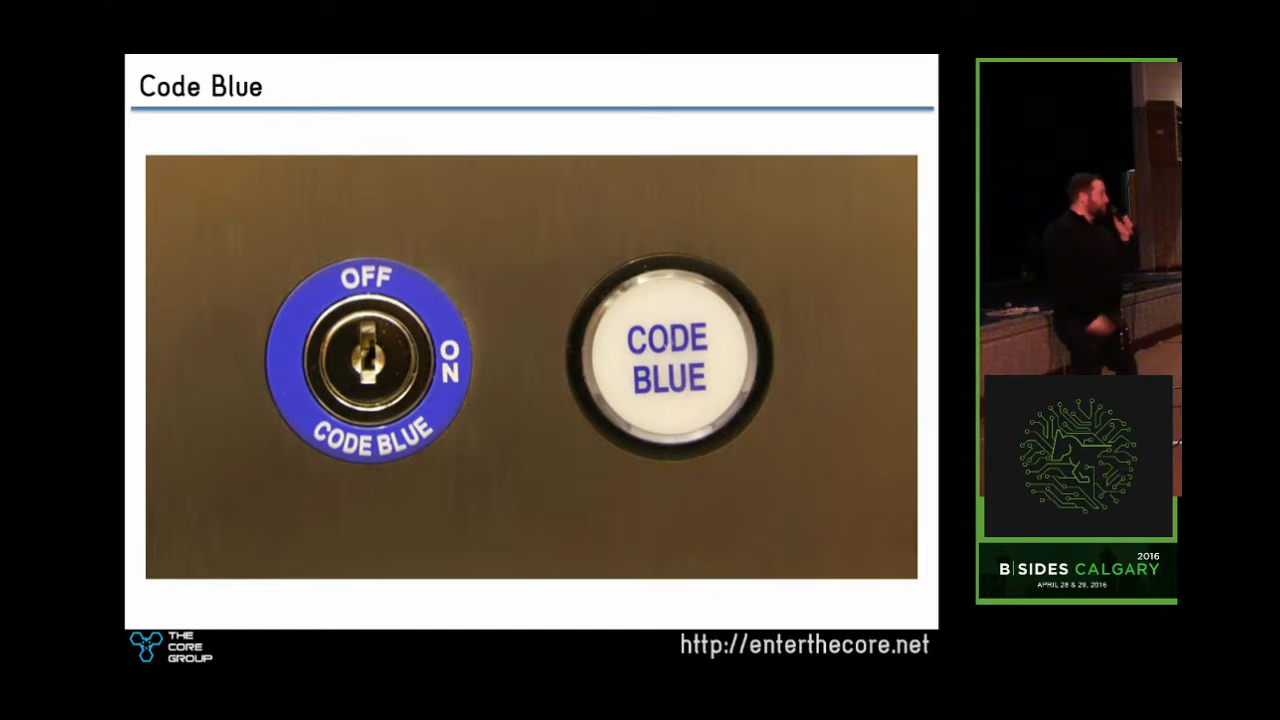 Code Blue
OFF
ON
CODE BLUE
CODE
BLUE
THE
CORE
GROUP
http://enterthecore.net
2016
B|SIDES CALGARY
APRIL 28 & 29, 2016